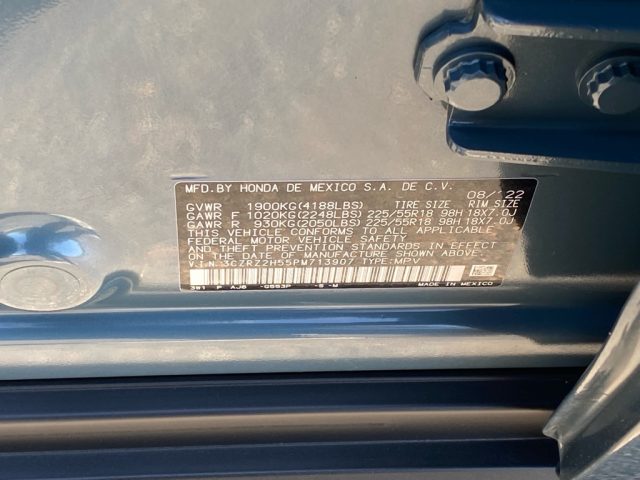 MFD.BY HONDA DE MEXICO S.A. DE C.V. 08/22
GVWR 1900KG(4188LBS) TIRE SIZE RIM SIZE
GAWR F 1020KG(2248LBS) 225/55R18 98H 18X7.0J
GAWR R 930KG(2050LBS) 225/55R18 98H 18X7.0J
THIS VEHICLE CONFORMS TO ALL APPLICABLE
FEDERAL MOTOR VEHICLE SAFETY
AND THEFT PREVENTION STANDARDS IN EFFECT
ON THE DATE OF MANUFACTURE SHOWN ABOVE.
V.I.N. 3CZRZ2H55PM713907 TYPE:MPV
F AJ6 -S -M MADE IN MEXICO